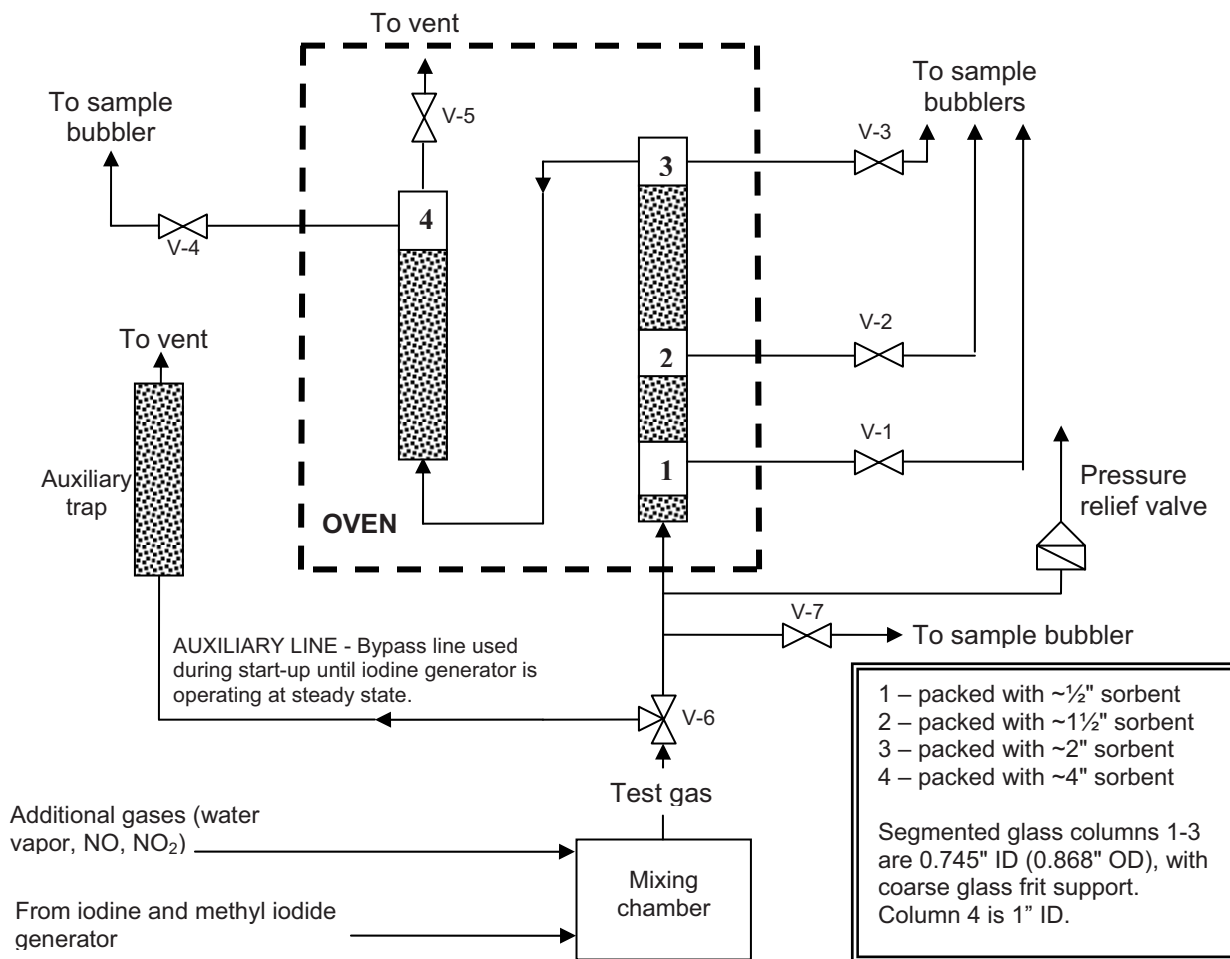 To vent
To sample
bubbler
V-5
V-4
4
3
V-3
To sample
bubblers
2
V-2
1
V-1
To vent
Auxiliary
trap
OVEN
Pressure
relief valve
V-7
To sample bubbler
AUXILIARY LINE - Bypass line used
during start-up until iodine generator is
operating at steady state.
V-6
Test gas
Additional gases (water
vapor, NO, NO₂)
From iodine and methyl iodide
generator
Mixing
chamber
1 – packed with ~½" sorbent
2 – packed with ~1½" sorbent
3 – packed with ~2" sorbent
4 – packed with ~4" sorbent
Segmented glass columns 1-3
are 0.745" ID (0.868" OD), with
coarse glass frit support.
Column 4 is 1” ID.